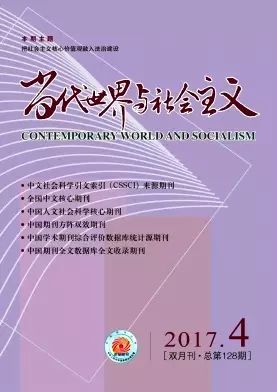 本期主题
把社会主义核心价值观融入法治建设
当代世界与社会主义
CONTEMPORARY WORLD AND SOCIALISM
• 中文社会科学引文索引（CSSCI）来源期刊
• 全国中文核心期刊
• 中国人文社会科学核心期刊
• 中国期刊方阵双效期刊
• 中国学术期刊综合评价数据库统计源期刊
• 中国期刊全文数据库全文收录期刊
2017.4
[双月刊·总第128期]